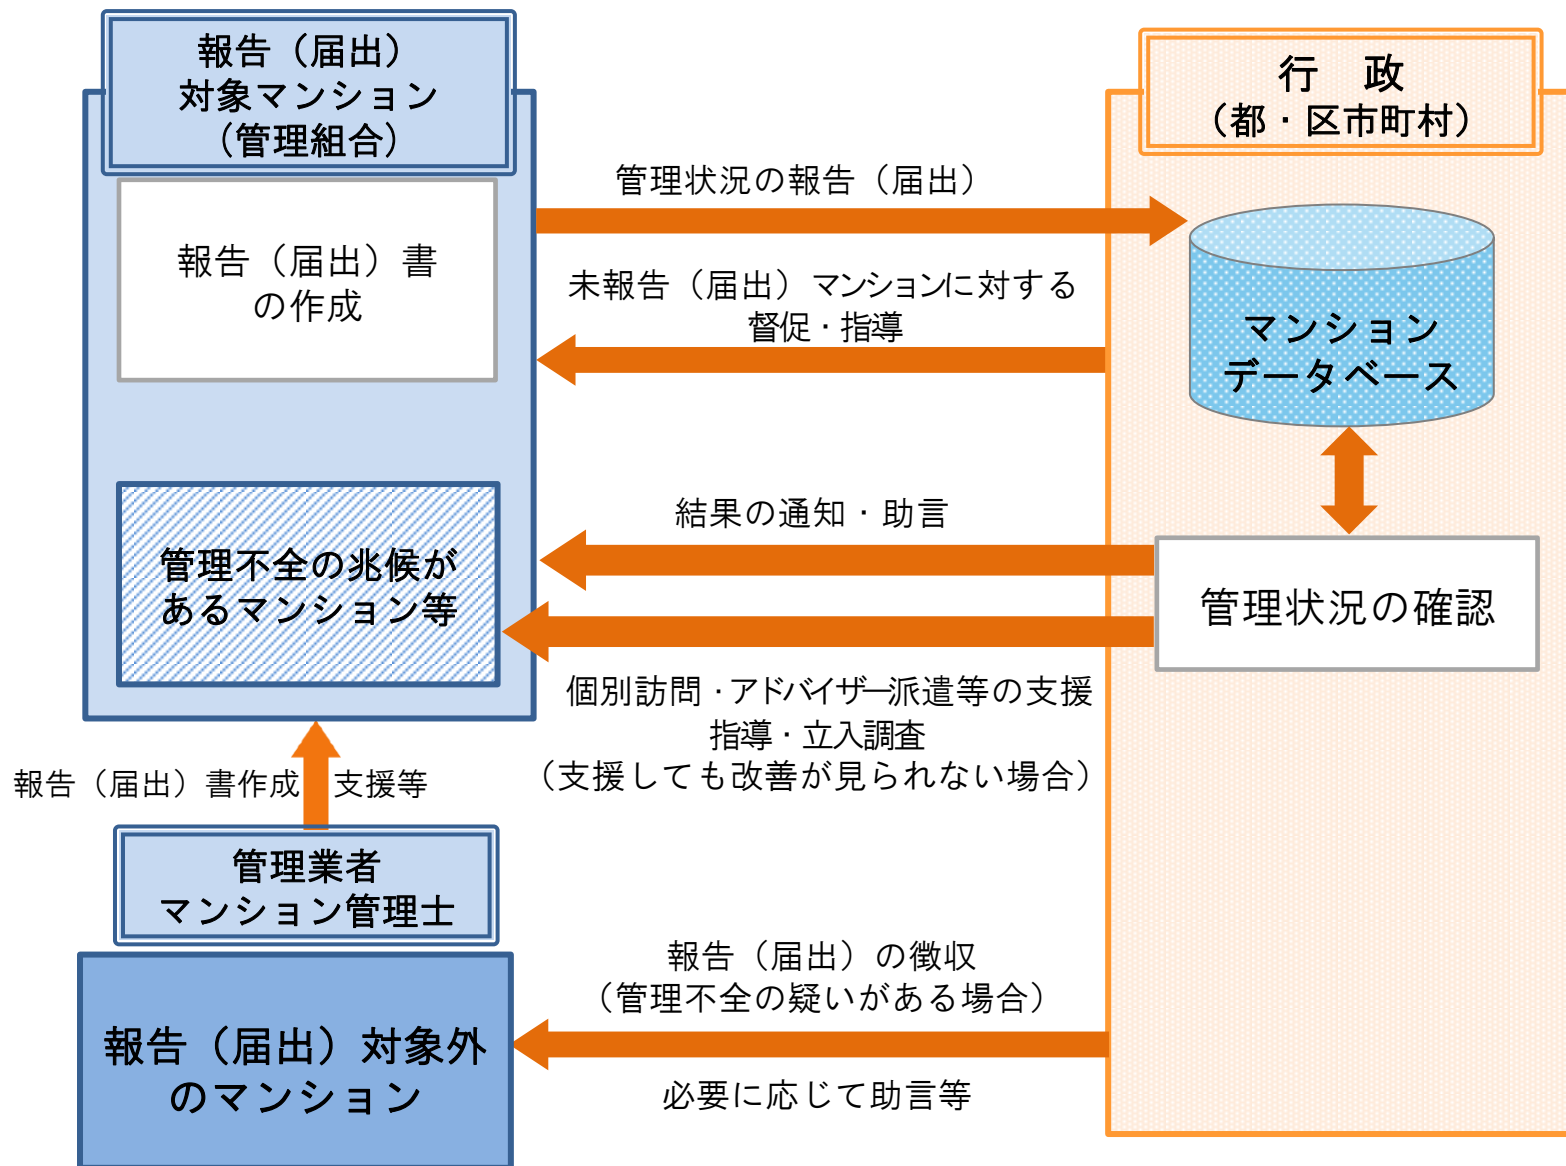 報告（届出）
対象マンション
（管理組合）
報告（届出）書
の作成
管理不全の兆候が
あるマンション等
管理状況の報告（届出）
未報告（届出）マンションに対する
督促・指導
結果の通知・助言
個別訪問・アドバイザー派遣等の支援
指導・立入調査
（支援しても改善が見られない場合）
行　政
（都・区市町村）
マンション
データベース
管理状況の確認
報告（届出）書作成　支援等
管理業者
マンション管理士
報告（届出）対象外
のマンション
報告（届出）の徴収
（管理不全の疑いがある場合）
必要に応じて助言等